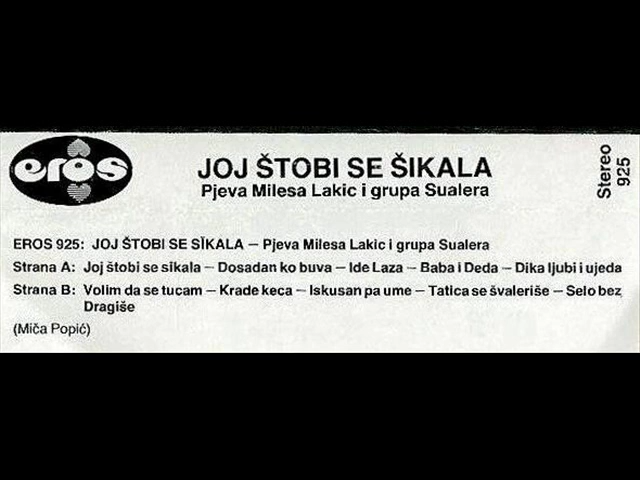 eros
JOJ ŠTOBI SE ŠIKALA
Pjeva Milesa Lakic i grupa Sualera
Stereo
925
EROS 925: JOJ ŠTOBI SE SĪKALA – Pjeva Milesa Lakic i grupa Sualera
Strana A: Joj štobi se sīkala – Dosadan ko buva – Ide Laza – Baba i Deda – Dika ljubi i ujeda
Strana B: Volim da se tucam – Krade keca – Iskusan pa ume – Tatica se švaleriše – Selo bez
Dragiše
(Miča Popić)